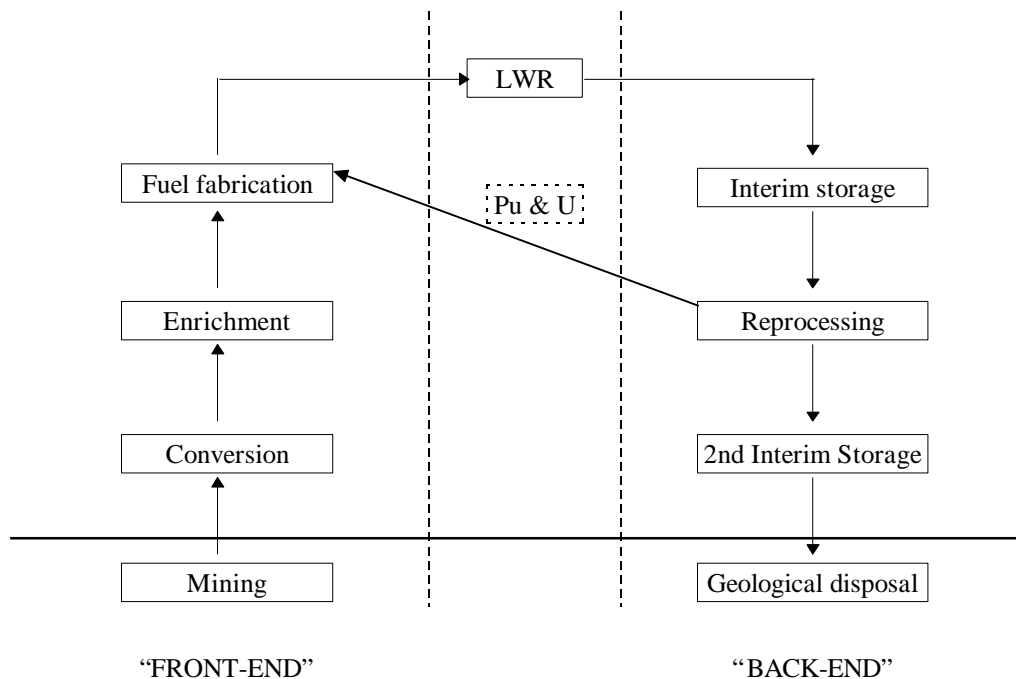 LWR
Fuel fabrication
Interim storage
Pu & U
Enrichment
Reprocessing
Conversion
2nd Interim Storage
Mining
Geological disposal
“FRONT-END”
“BACK-END”